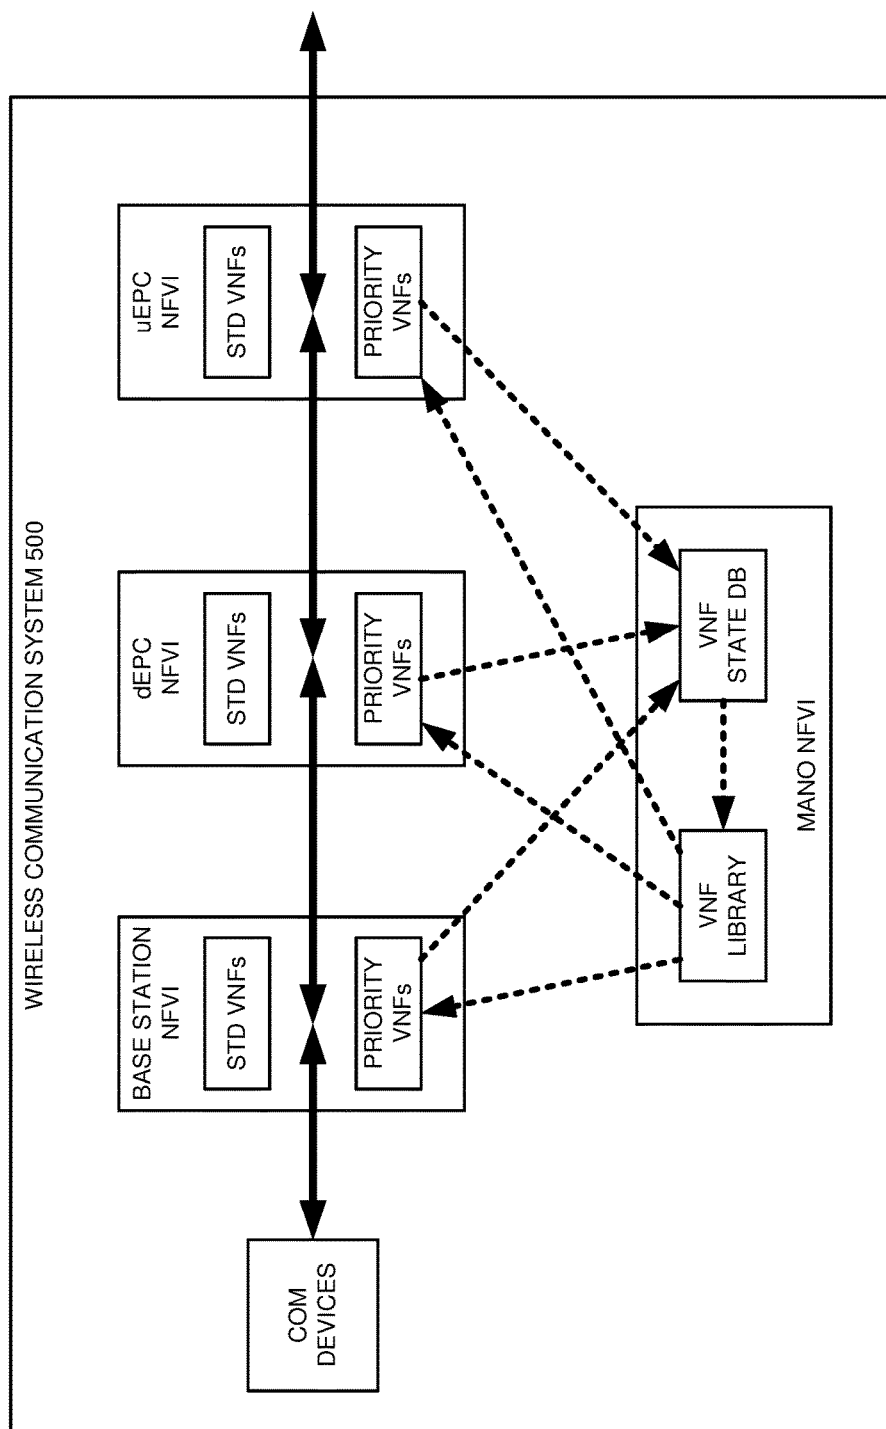 WIRELESS COMMUNICATION SYSTEM 500
BASE STATION
NFVI
STD VNFs
PRIORITY
VNFs
dEPC
NFVI
STD VNFs
PRIORITY
VNFs
uEPC
NFVI
STD VNFs
PRIORITY
VNFs
COM
DEVICES
VNF
LIBRARY
VNF
STATE DB
MANO NFVI